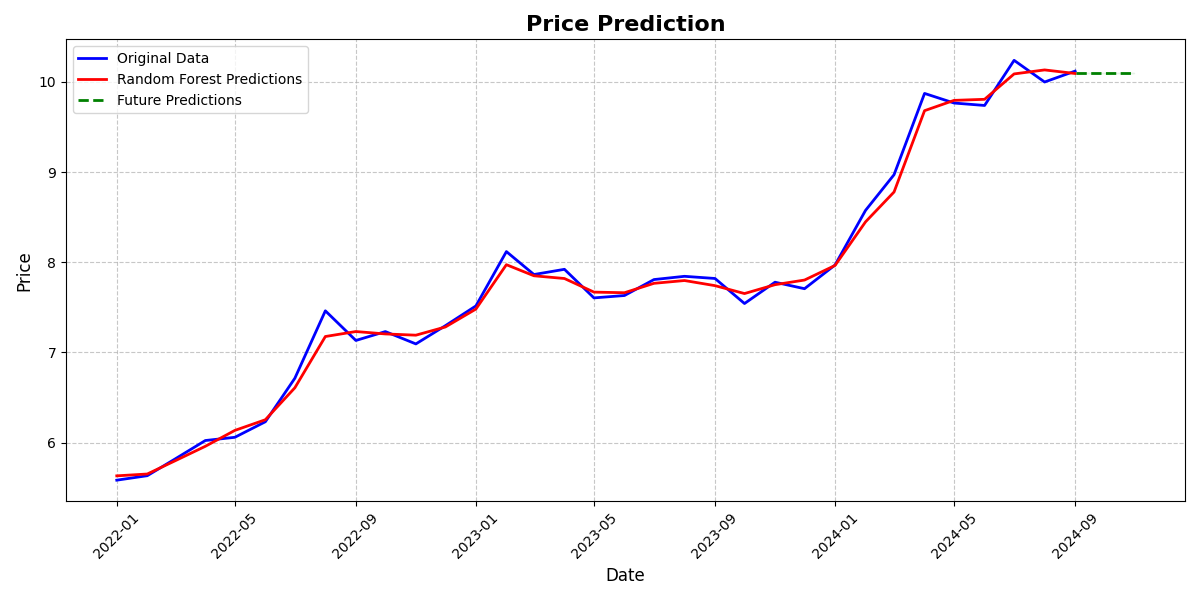 Price Prediction
Original Data
Random Forest Predictions
Future Predictions
Price
10
9
8
7
6
2022-01
2022-05
2022-09
2023-01
2023-05
2023-09
2024-01
2024-05
2024-09
Date